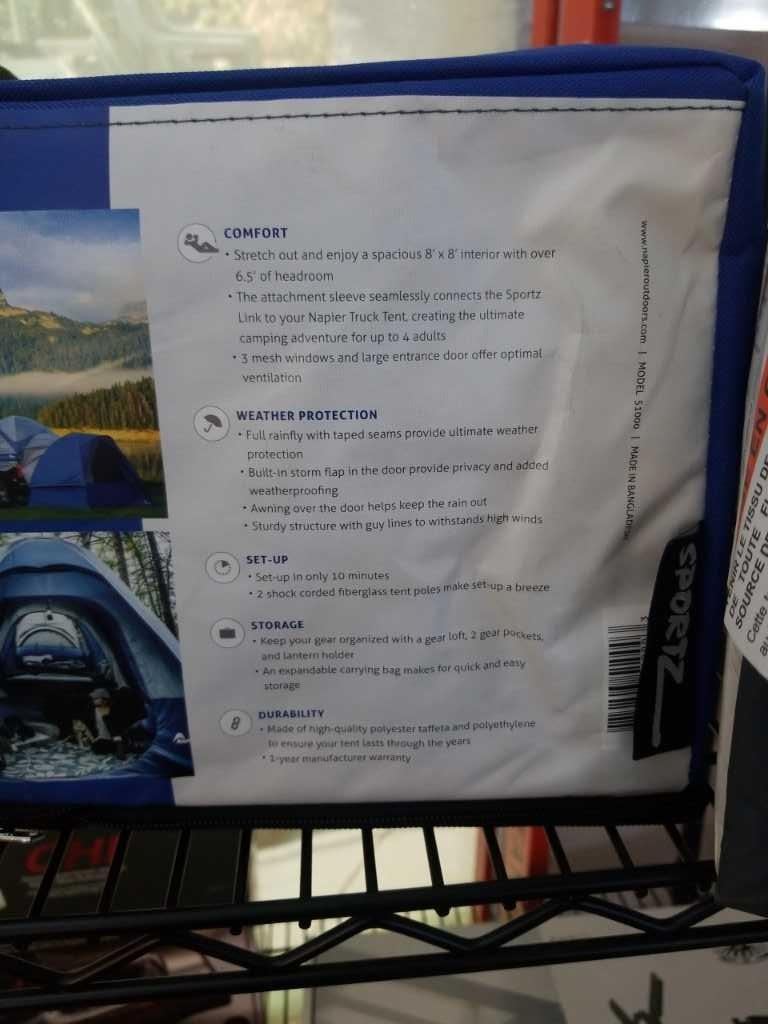 COMFORT
• Stretch out and enjoy a spacious 8' x 8' interior with over
6.5' of headroom
• The attachment sleeve seamlessly connects the Sportz
Link to your Napier Truck Tent, creating the ultimate
camping adventure for up to 4 adults
• 3 mesh windows and large entrance door offer optimal
ventilation
WEATHER PROTECTION
• Full rainfly with taped seams provide ultimate weather
protection
• Built-in storm flap in the door provide privacy and added
weatherproofing
• Awning over the door helps keep the rain out
• Sturdy structure with guy lines to withstands high winds
SET-UP
• Set-up in only 10 minutes
• 2 shock corded fiberglass tent poles make set-up a breeze
STORAGE
• Keep your gear organized with a gear loft, 2 gear pockets,
and lantern holder
• An expandable carrying bag makes for quick and easy
storage
DURABILITY
• Made of high-quality polyester taffeta and polyethylene
to ensure your tent lasts through the years
• 1-year manufacturer warranty
www.napieroutdoors.com | MODEL 51000 | MADE IN BANGLADESH
SPORTZ
EN
LE TISSU
DE TOUTE
SOURCE
Cette